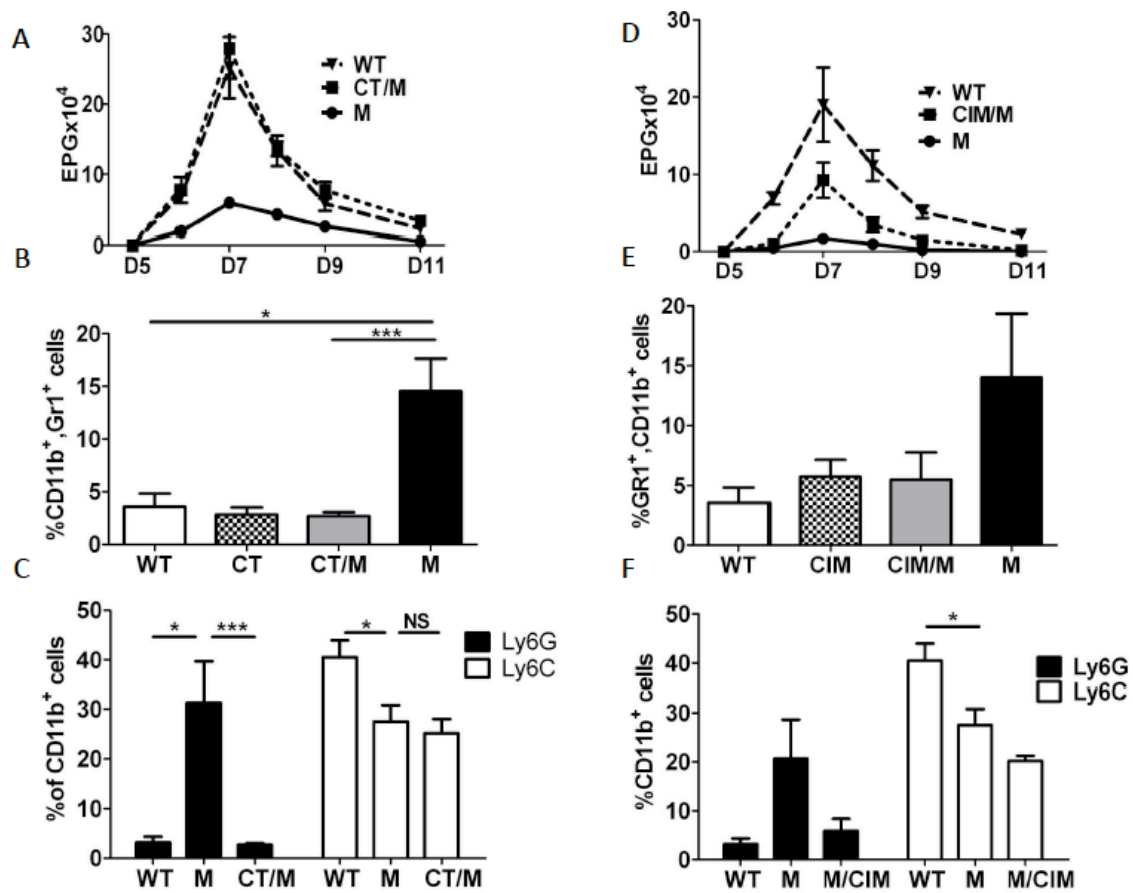 A
EPGx10⁴
30
20
10
0
D5 D7 D9 D11
WT
CT/M
M
B
%CD11b⁺,Gr1⁺ cells
20
15
10
5
0
* 
***
WT CT CT/M M
C
%of CD11b⁺ cells
50
40
30
20
10
0
* *** * NS
Ly6G
Ly6C
WT M CT/M WT M CT/M
D
EPGx10⁴
30
20
10
0
D5 D7 D9 D11
WT
CIM/M
M
E
%GR1⁺,CD11b⁺ cells
20
15
10
5
0
WT CIM CIM/M M
F
%CD11b⁺ cells
50
40
30
20
10
0
*
Ly6G
Ly6C
WT M M/CIM WT M M/CIM